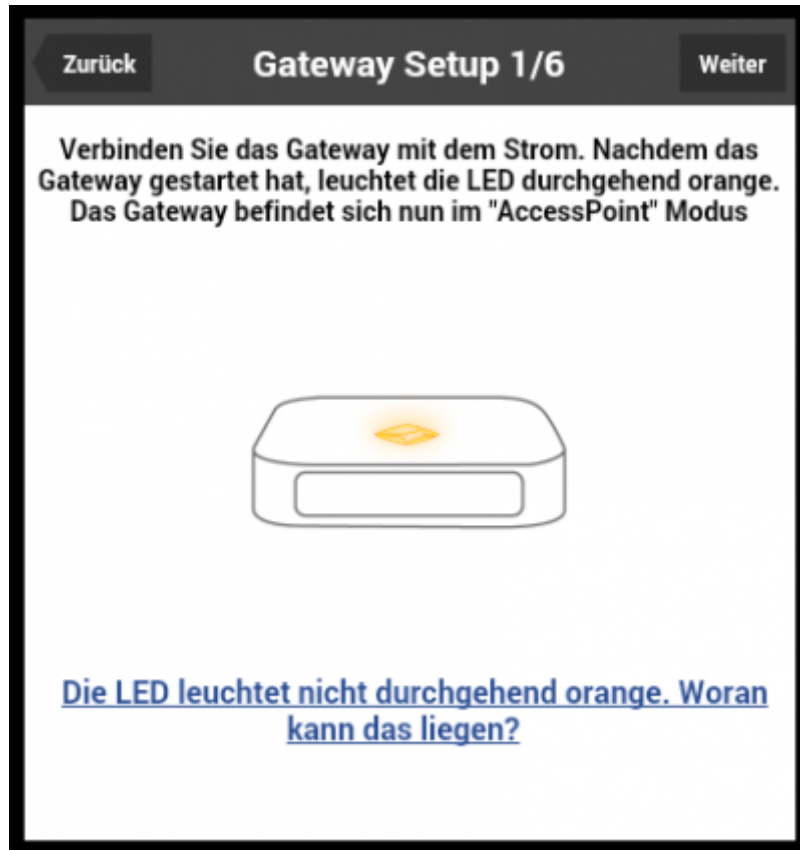 Zurück
Gateway Setup 1/6
Weiter
Verbinden Sie das Gateway mit dem Strom. Nachdem das
Gateway gestartet hat, leuchtet die LED durchgehend orange.
Das Gateway befindet sich nun im "AccessPoint" Modus
Die LED leuchtet nicht durchgehend orange. Woran
kann das liegen?